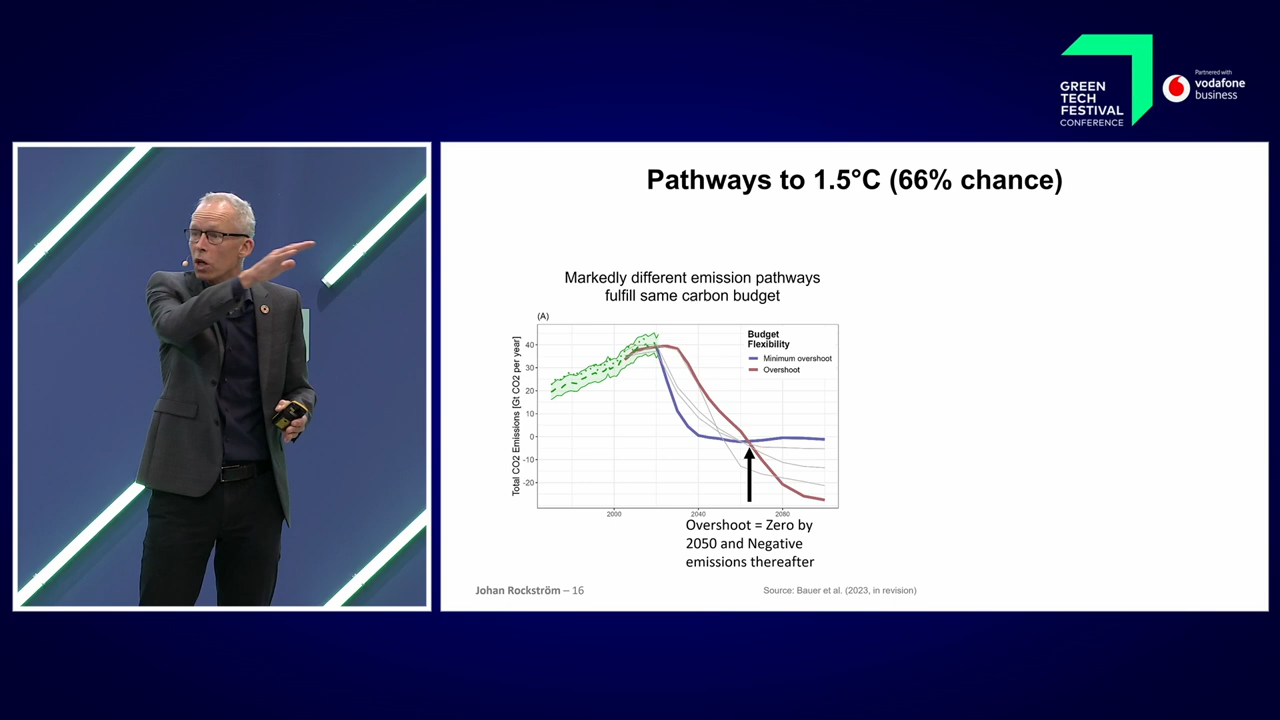 GREEN
TECH
FESTIVAL
CONFERENCE
Partnered with
vodafone
business
Pathways to 1.5°C (66% chance)
Markedly different emission pathways
fulfill same carbon budget
(A)
Total CO2 Emissions [Gt CO2 per year]
40
30
20
10
0
-10
-20
Budget
Flexibility
Minimum overshoot
Overshoot
2000
2040
2080
Overshoot = Zero by
2050 and Negative
emissions thereafter
Johan Rockström – 16
Source: Bauer et al. (2023, in revision)